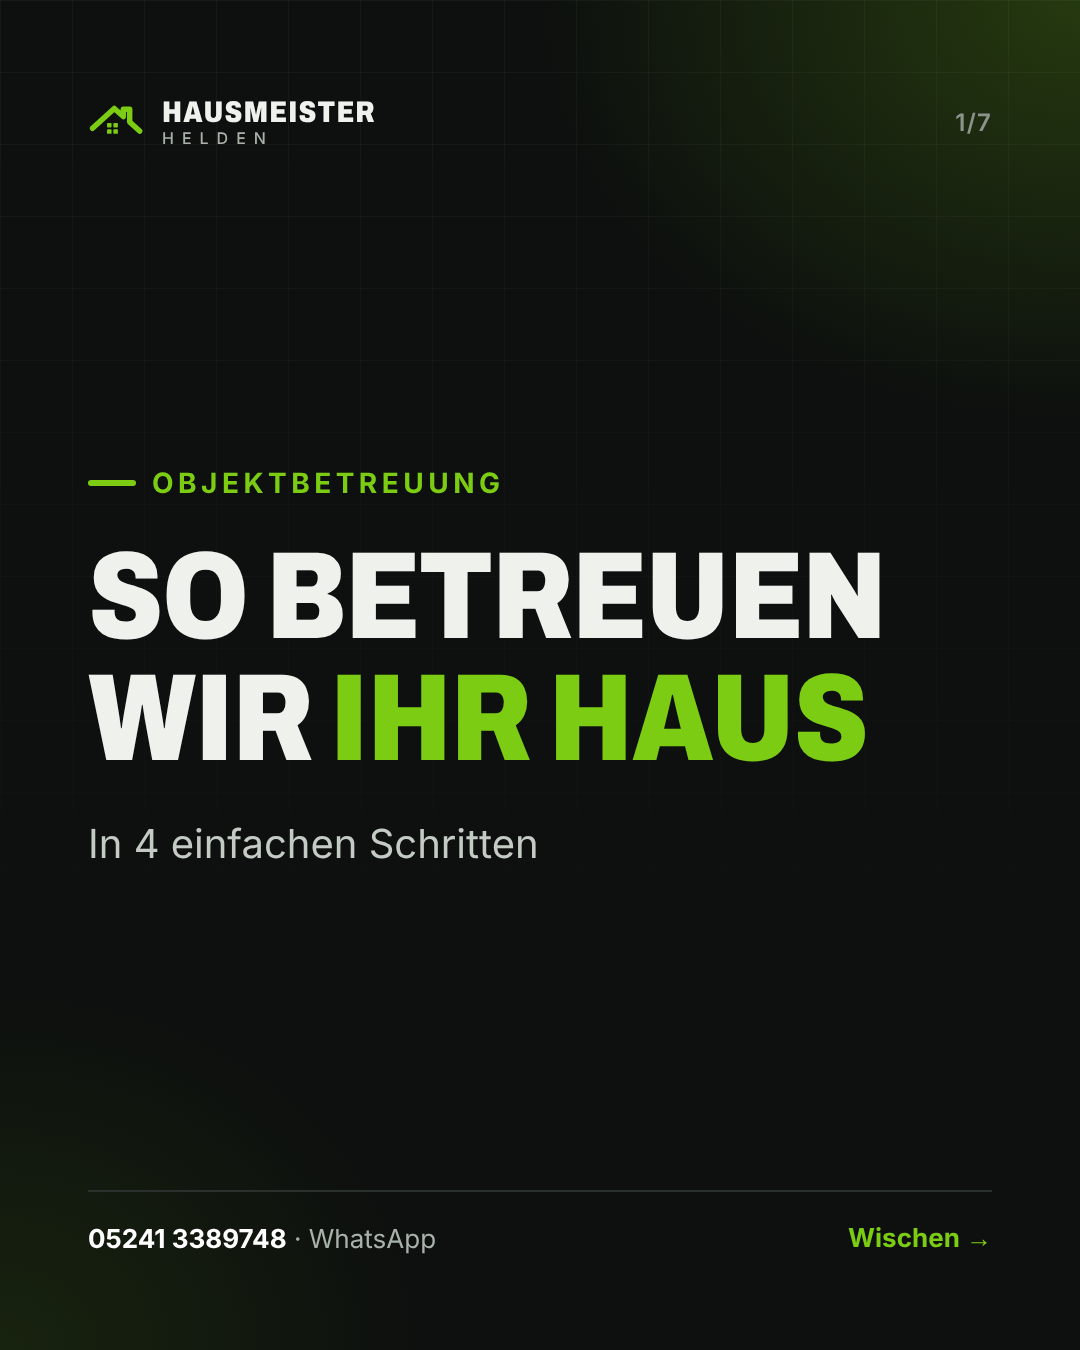 HAUSMEISTER
HELDEN
1/7
OBJEKTBETREUUNG
SO BETREUEN
WIR IHR HAUS
In 4 einfachen Schritten
05241 3389748 · WhatsApp
Wischen →